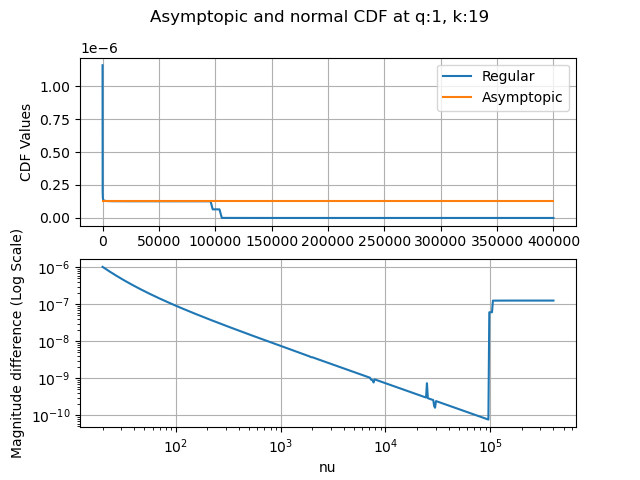 Asymptopic and normal CDF at q:1, k:19
1e−6
CDF Values
1.00
0.75
0.50
0.25
0.00
Regular
Asymptopic
0 50000 100000 150000 200000 250000 300000 350000 400000
Magnitude difference (Log Scale)
10⁻⁶
10⁻⁷
10⁻⁸
10⁻⁹
10⁻¹⁰
10² 10³ 10⁴ 10⁵
nu